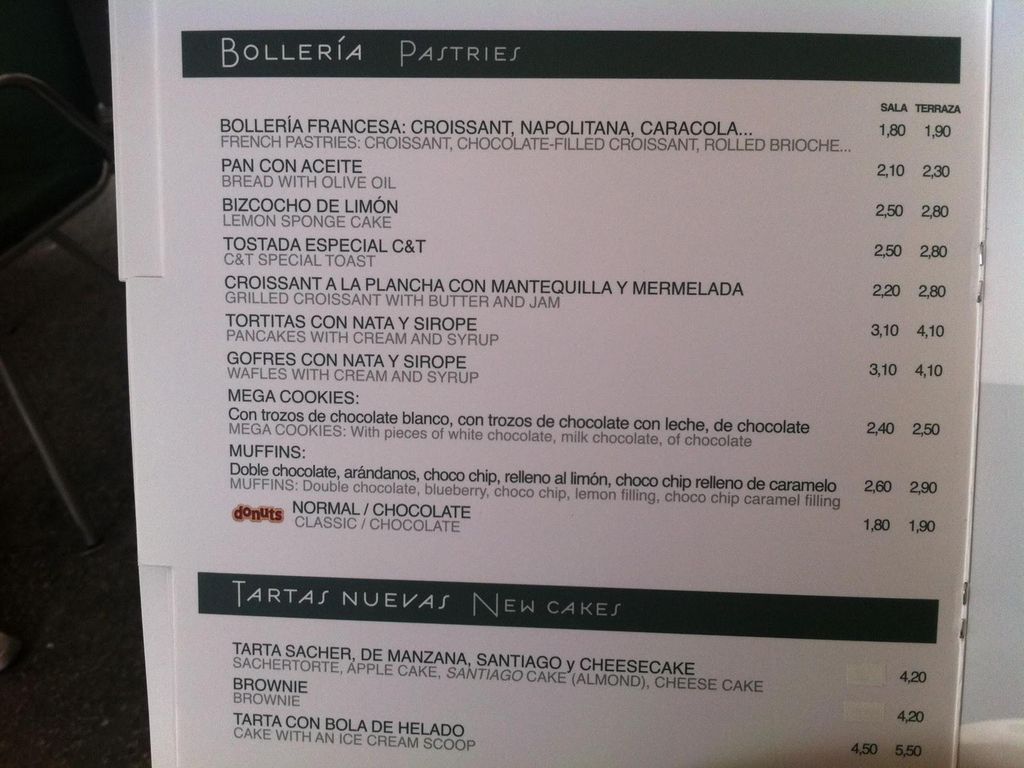 BOLLERÍA PASTRIES
SALA TERRAZA
BOLLERÍA FRANCESA: CROISSANT, NAPOLITANA, CARACOLA... 1,80 1,90
FRENCH PASTRIES: CROISSANT, CHOCOLATE-FILLED CROISSANT, ROLLED BRIOCHE...
PAN CON ACEITE 2,10 2,30
BREAD WITH OLIVE OIL
BIZCOCHO DE LIMÓN 2,50 2,80
LEMON SPONGE CAKE
TOSTADA ESPECIAL C&T 2,50 2,80
C&T SPECIAL TOAST
CROISSANT A LA PLANCHA CON MANTEQUILLA Y MERMELADA 2,20 2,80
GRILLED CROISSANT WITH BUTTER AND JAM
TORTITAS CON NATA Y SIROPE 3,10 4,10
PANCAKES WITH CREAM AND SYRUP
GOFRES CON NATA Y SIROPE 3,10 4,10
WAFLES WITH CREAM AND SYRUP
MEGA COOKIES:
Con trozos de chocolate blanco, con trozos de chocolate con leche, de chocolate 2,40 2,50
MEGA COOKIES: With pieces of white chocolate, milk chocolate, of chocolate
MUFFINS:
Doble chocolate, arándanos, choco chip, relleno al limón, choco chip relleno de caramelo 2,60 2,90
MUFFINS: Double chocolate, blueberry, choco chip, lemon filling, choco chip caramel filling
donuts NORMAL / CHOCOLATE 1,80 1,90
CLASSIC / CHOCOLATE
TARTAS NUEVAS NEW CAKES
TARTA SACHER, DE MANZANA, SANTIAGO y CHEESECAKE 4,20
SACHERTORTE, APPLE CAKE, SANTIAGO CAKE (ALMOND), CHEESE CAKE
BROWNIE 4,20
BROWNIE
TARTA CON BOLA DE HELADO 4,50 5,50
CAKE WITH AN ICE CREAM SCOOP